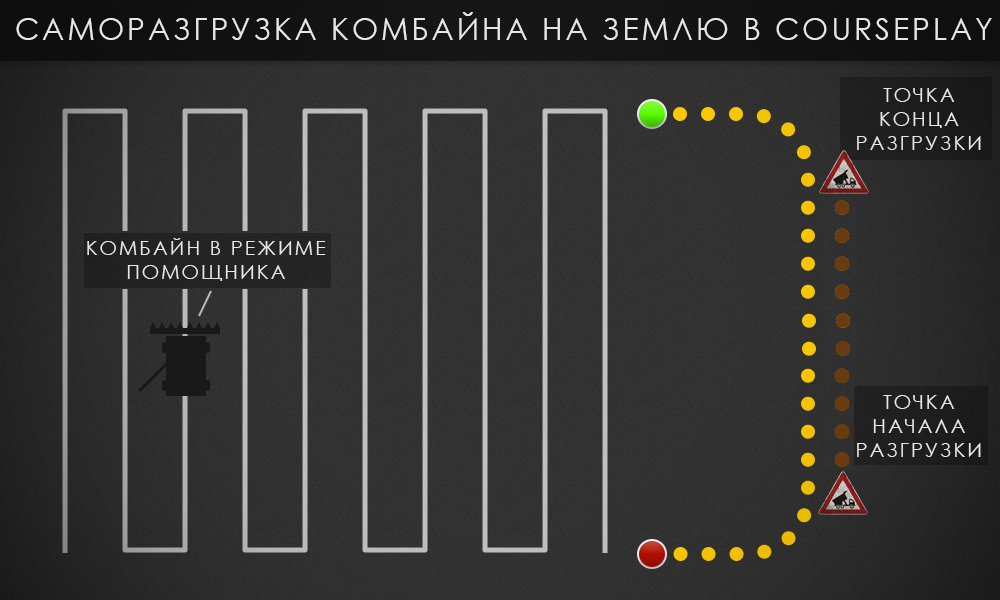 САМОРАЗГРУЗКА КОМБАЙНА НА ЗЕМЛЮ В COURSEPLAY
ТОЧКА
КОНЦА
РАЗГРУЗКИ
КОМБАЙН В РЕЖИМЕ
ПОМОЩНИКА
ТОЧКА
НАЧАЛА
РАЗГРУЗКИ